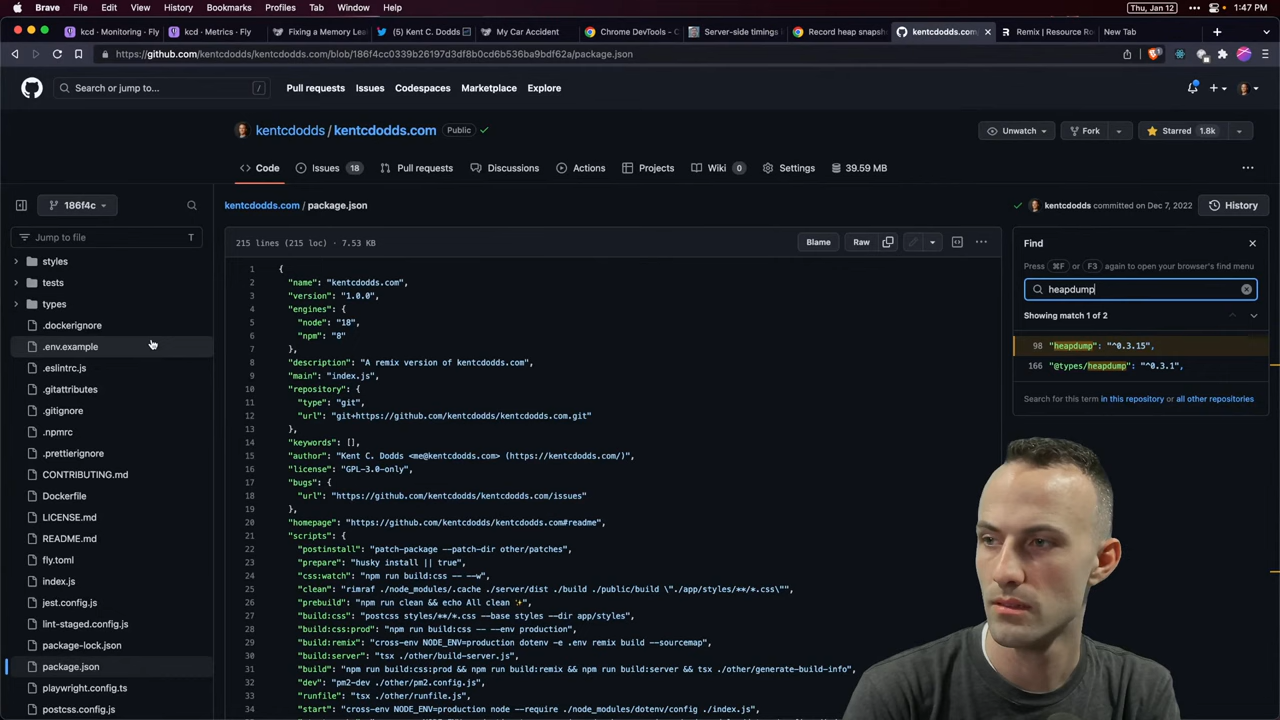 Brave File Edit View History Bookmarks Profiles Tab Window Help Thu, Jan 12 1:47 PM
kcd · Monitoring · Fly kcd · Metrics · Fly Fixing a Memory Leak (1) Kent C. Dodds My Car Accident Chrome DevTools - Server-side timings i Record heap snaps kentcdodds.com Remix | Resource Ro New Tab
https://github.com/kentcdodds/kentcdodds.com/blob/186f4cc0371963d3df8b0cd6b5346a9bdf62a/package.json
Search or jump to... / Pull requests Issues Codespaces Marketplace Explore
kentcdodds / kentcdodds.com Public Unwatch Fork Starred 1.8k
Code Issues 18 Pull requests Discussions Actions Projects Wiki 0 Settings 39.59 MB
186f4c
kentcdodds.com / package.json
kentcdodds committed on Dec 7, 2022 History
Jump to file T
styles
tests
types
.dockerignore
.env.example
.eslintrc.js
.gitattributes
.gitignore
.npmrc
.prettierignore
CONTRIBUTING.md
Dockerfile
LICENSE.md
README.md
fly.toml
index.js
jest.config.js
lint-staged.config.js
package-lock.json
package.json
playwright.config.ts
postcss.config.js
215 lines (215 loc) · 7.53 KB Blame Raw
1 {
2 "name": "kentcdodds.com",
3 "version": "1.0.0",
4 "engines": {
5 "node": "18",
6 "npm": "8"
7 },
8 "description": "A remix version of kentcdodds.com",
9 "main": "index.js",
10 "repository": {
11 "type": "git",
12 "url": "git+https://github.com/kentcdodds/kentcdodds.com.git"
13 },
14 "keywords": [],
15 "author": "Kent C. Dodds <me@kentcdodds.com> (https://kentcdodds.com/)",
16 "license": "GPL-3.0-only",
17 "bugs": {
18 "url": "https://github.com/kentcdodds/kentcdodds.com/issues"
19 },
20 "homepage": "https://github.com/kentcdodds/kentcdodds.com#readme",
21 "scripts": {
22 "postinstall": "patch-package --patch-dir other/patches",
23 "prepare": "husky install || true",
24 "css:watch": "npm run build:css -- --w",
25 "clean": "rimraf ./node_modules/.cache ./server/dist ./build ./public/build \"./app/styles/**/*.css\"",
26 "prebuild": "npm run clean && echo All clean ✨",
27 "build:css": "postcss styles/**/*.css --base styles --dir app/styles",
28 "build:css:prod": "npm run build:css -- --env production",
29 "build:remix": "cross-env NODE_ENV=production dotenv -e .env remix build --sourcemap",
30 "build:server": "tsx ./other/build-server.js",
31 "build": "npm run build:css:prod && npm run build:remix && npm run build:server && tsx ./other/generate-build-info",
32 "dev": "pm2-dev ./other/pm2.config.js",
33 "runfile": "tsx ./other/runfile.js",
34 "start": "cross-env NODE_ENV=production node --require ./node_modules/dotenv/config ./index.js",
Find
Press ⌘F or F3 again to open your browser's find menu
heapdump
Showing match 1 of 2
98 "heapdump": "^0.3.15",
166 "@types/heapdump": "^0.3.1",
Search for this term in this repository or all other repositories